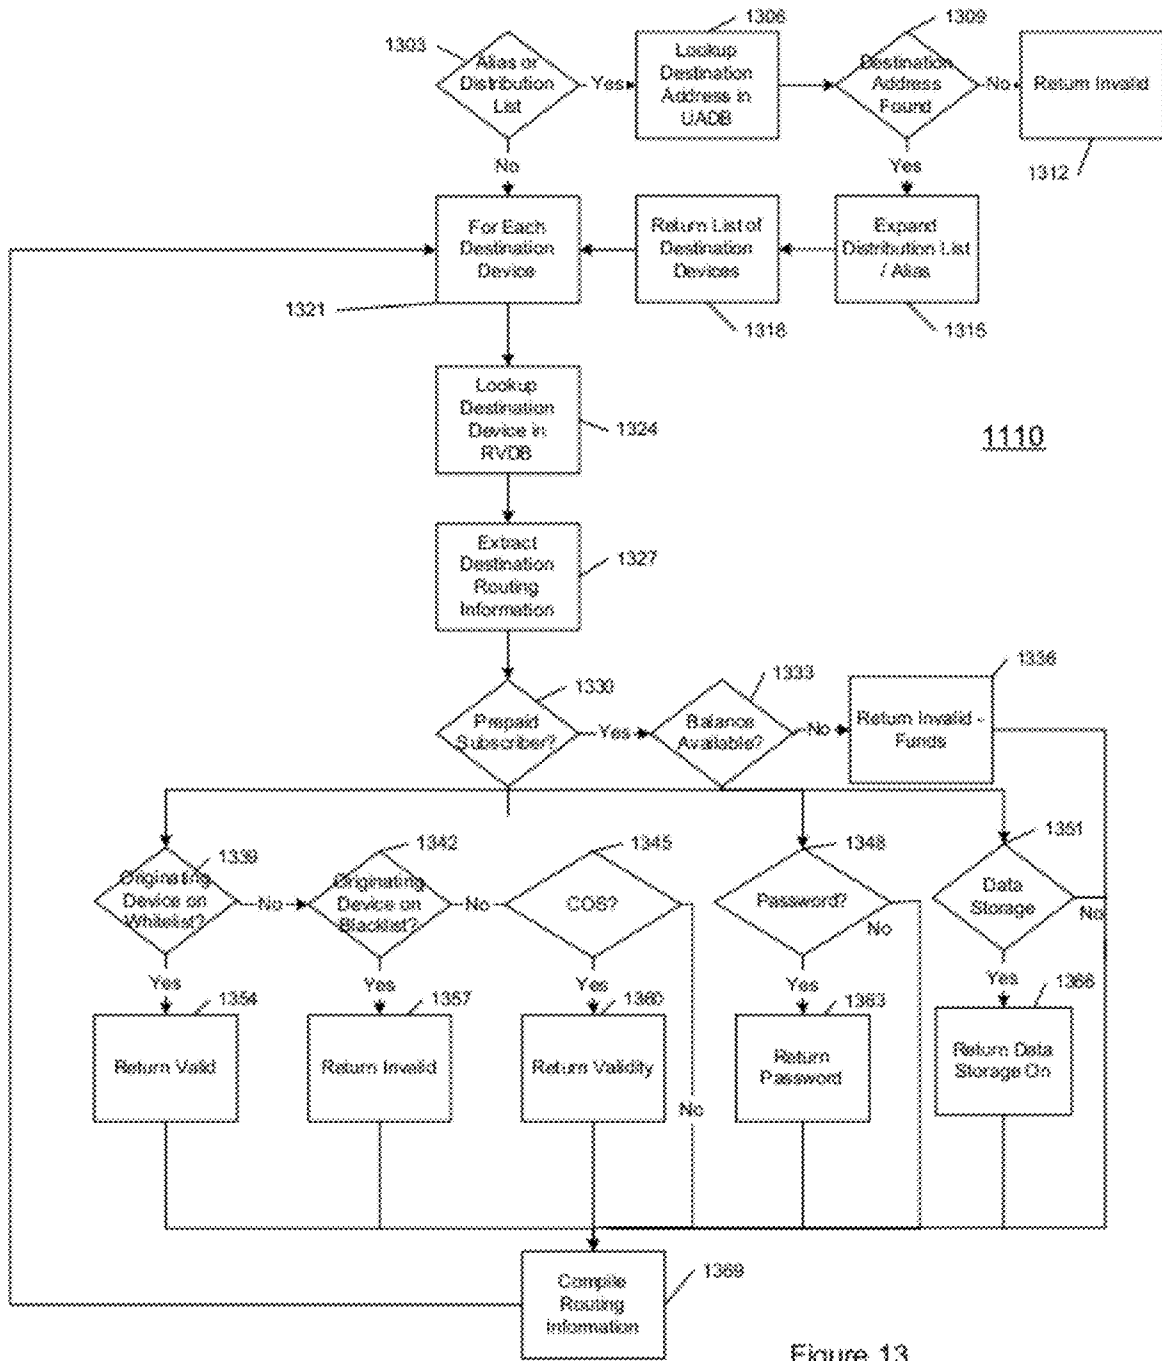 1303
Alias or
Distribution
List
Yes
1306
Lookup
Destination
Address in
UADB
1309
Destination
Address
Found
No
Return Invalid
1312
No
Yes
For Each
Destination
Device
1321
Return List of
Destination
Devices
1318
Expand
Distribution List
/ Alias
1315
Lookup
Destination
Device in
RVDB
1324
1110
Extract
Destination
Routing
Information
1327
Prepaid
Subscriber?
1330
Yes
Balance
Available?
1333
No
Return Invalid -
Funds
1336
Originating
Device on
Whitelist?
1339
No
Originating
Device on
Blacklist?
1342
No
COS?
1345
Password?
1348
No
Data
Storage
1351
No
Yes
Yes
Yes
Yes
Yes
Return Valid
1354
Return Invalid
1357
Return Validity
1360
No
Return
Password
1363
Return Data
Storage On
1366
Compile
Routing
Information
1369
Figure 13